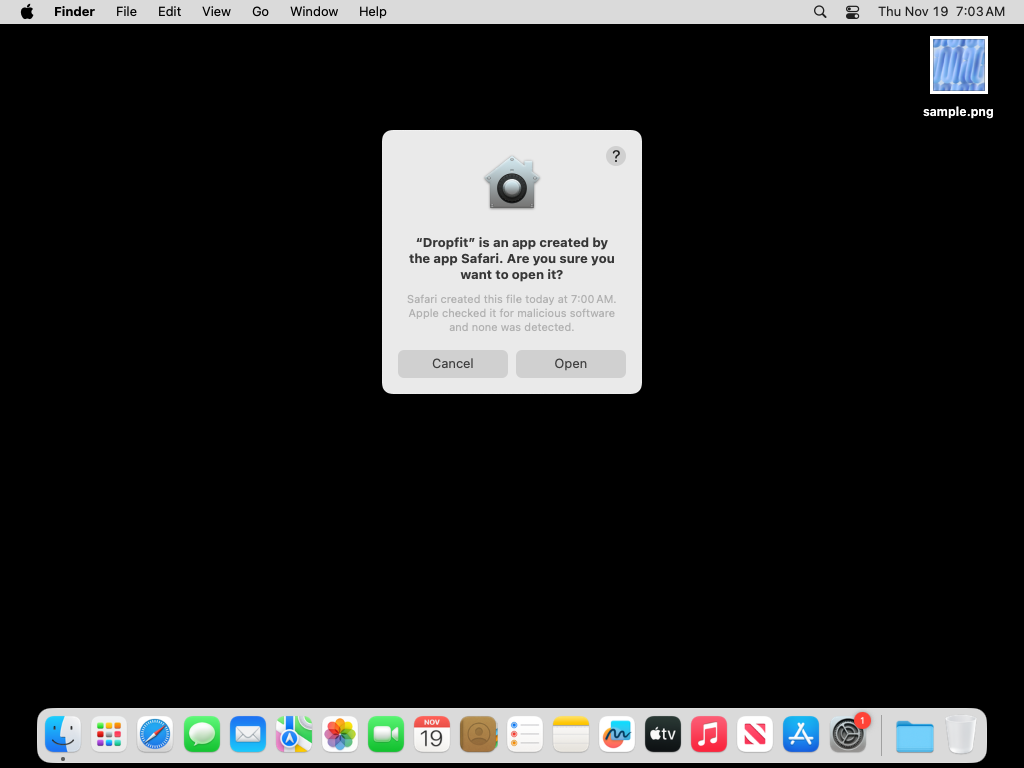 Finder File Edit View Go Window Help Thu Nov 19 7:03 AM
sample.png
?
“Dropfit” is an app created by
the app Safari. Are you sure you
want to open it?
Safari created this file today at 7:00 AM.
Apple checked it for malicious software
and none was detected.
Cancel Open
NOV
19
tv
1